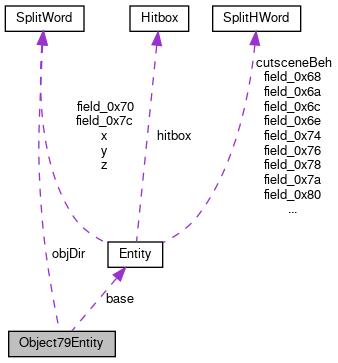 SplitWord
Hitbox
SplitHWord
cutsceneBeh
field_0x68
field_0x6a
field_0x6c
field_0x6e
field_0x74
field_0x76
field_0x78
field_0x7a
field_0x80
...
field_0x70
field_0x7c
x
y
z
hitbox
objDir
Entity
base
Object79Entity